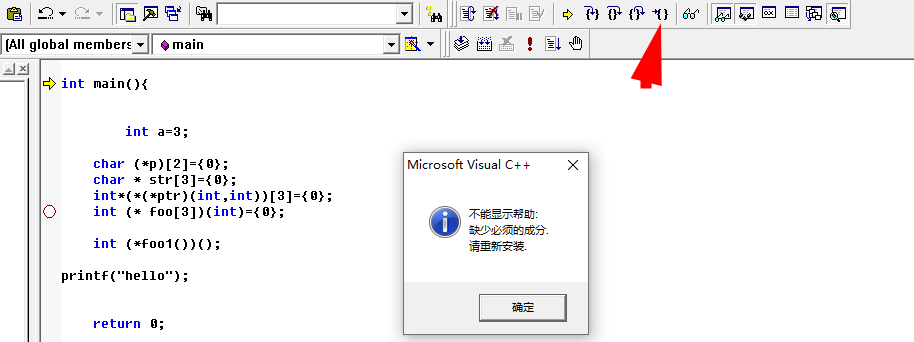 (All global members
main
int main(){
int a=3;
char (*p)[2]={0};
char * str[3]={0};
int*(*(*ptr)(int,int))[3]={0};
int (* foo[3])(int)={0};
int (*foo1())();
printf("hello");
return 0;
Microsoft Visual C++
不能显示帮助:
缺少必须的成分.
请重新安装.
确定